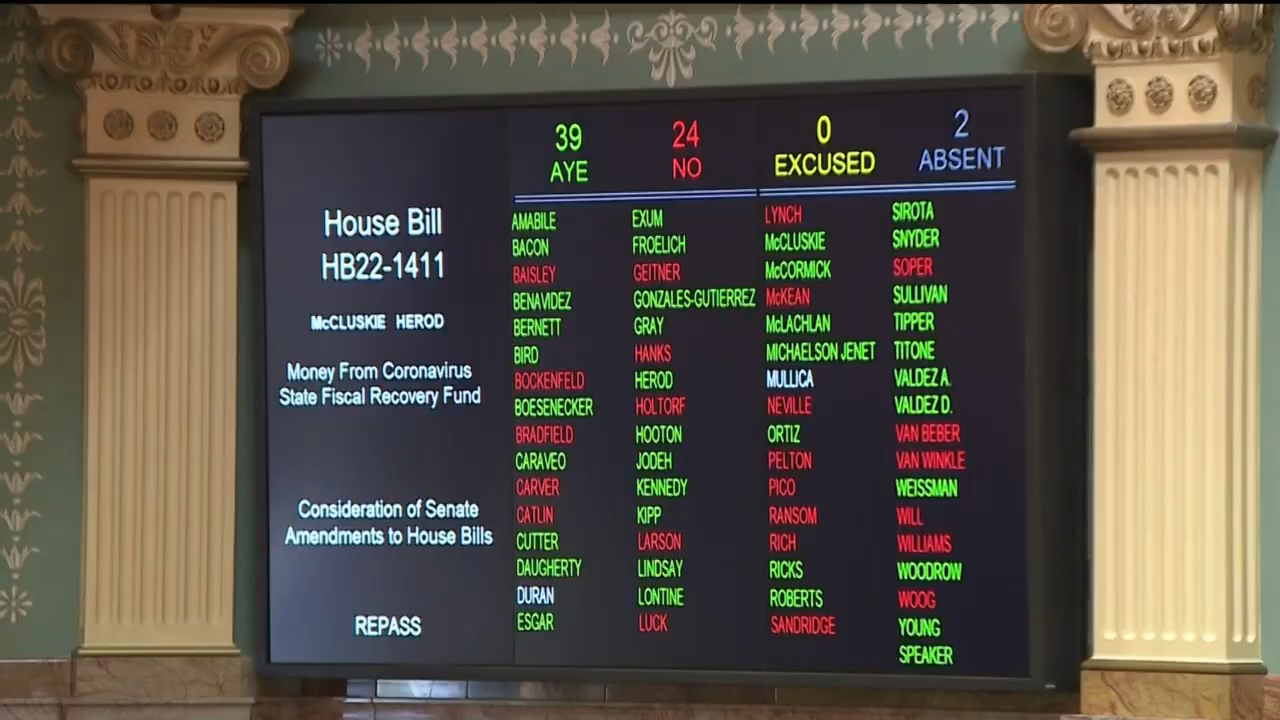 39 24 0 2
AYE NO EXCUSED ABSENT
House Bill
HB22-1411
McCLUSKIE HEROD
Money From Coronavirus
State Fiscal Recovery Fund
Consideration of Senate
Amendments to House Bills
REPASS
AMABILE
BACON
BAISLEY
BENAVIDEZ
BERNETT
BIRD
BOCKENFELD
BOESENECKER
BRADFIELD
CARAVEO
CARVER
CATLIN
CUTTER
DAUGHERTY
DURAN
ESGAR
EXUM
FROELICH
GEITNER
GONZALES-GUTIERREZ
GRAY
HANKS
HEROD
HOLTORF
HOOTON
JODEH
KENNEDY
KIPP
LARSON
LINDSAY
LONTINE
LUCK
LYNCH
McCLUSKIE
McCORMICK
McKEAN
McLACHLAN
MICHAELSON JENET
MULLICA
NEVILLE
ORTIZ
PELTON
PICO
RANSOM
RICH
RICKS
ROBERTS
SANDRIDGE
SIROTA
SNYDER
SOPER
SULLIVAN
TIPPER
TITONE
VALDEZ A.
VALDEZ D.
VAN BEBER
VAN WINKLE
WEISSMAN
WILL
WILLIAMS
WOODROW
WOOG
YOUNG
SPEAKER